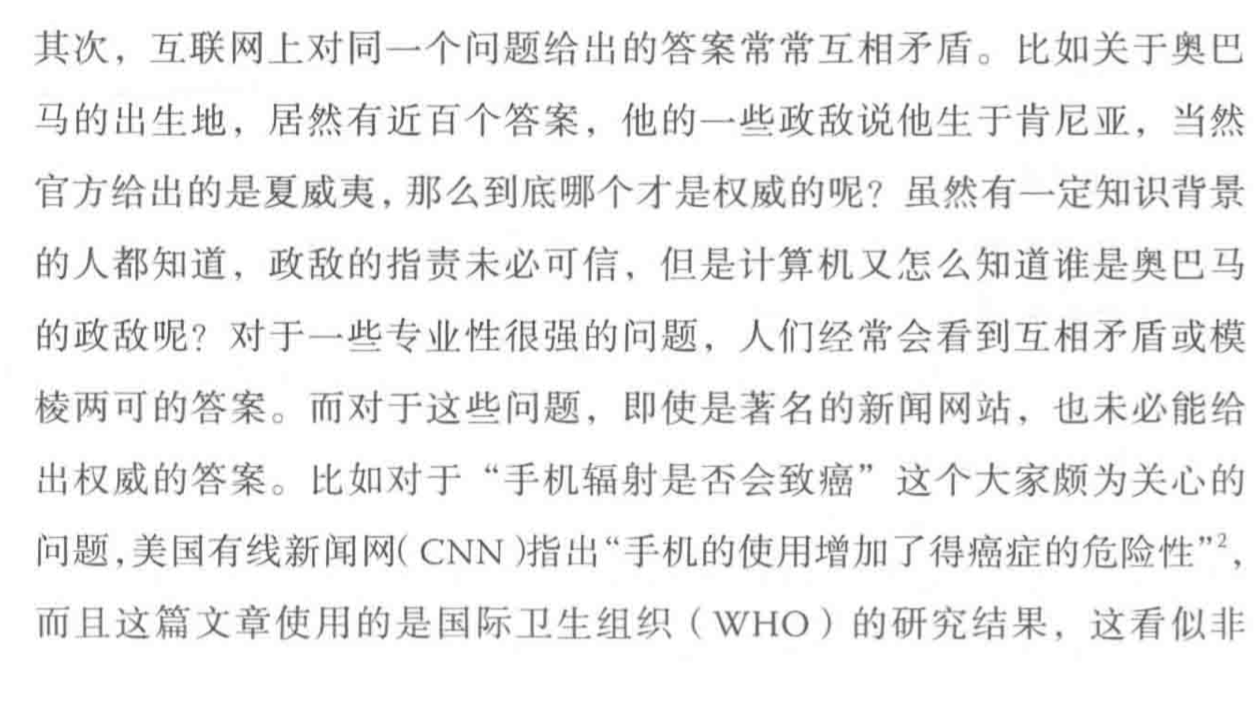 其次，互联网上对同一个问题给出的答案常常互相矛盾。比如关于奥巴
马的出生地，居然有近百个答案，他的一些政敌说他生于肯尼亚，当然
官方给出的是夏威夷，那么到底哪个才是权威的呢？虽然有一定知识背景
的人都知道，政敌的指责未必可信，但是计算机又怎么知道谁是奥巴马
的政敌呢？对于一些专业性很强的问题，人们经常会看到互相矛盾或模
棱两可的答案。而对于这些问题，即使是著名的新闻网站，也未必能给
出权威的答案。比如对于“手机辐射是否会致癌”这个大家颇为关心的
问题，美国有线新闻网( CNN )指出“手机的使用增加了得癌症的危险性”²，
而且这篇文章使用的是国际卫生组织（WHO）的研究结果，这看似非